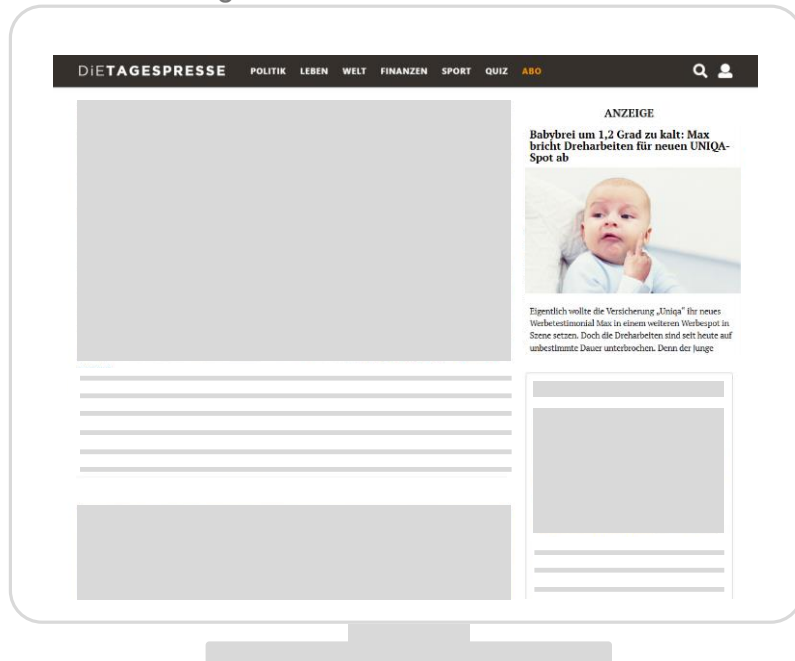 DiETAGESPRESSE POLITIK LEBEN WELT FINANZEN SPORT QUIZ ABO
ANZEIGE
Babybrei um 1,2 Grad zu kalt: Max
bricht Dreharbeiten für neuen UNIQA-
Spot ab
Eigentlich wollte die Versicherung „Uniqa“ ihr neues
Werbetestimonial Max in einem weiteren Werbespot in
Szene setzen. Doch die Dreharbeiten sind seit heute auf
unbestimmte Dauer unterbrochen. Denn der Junge